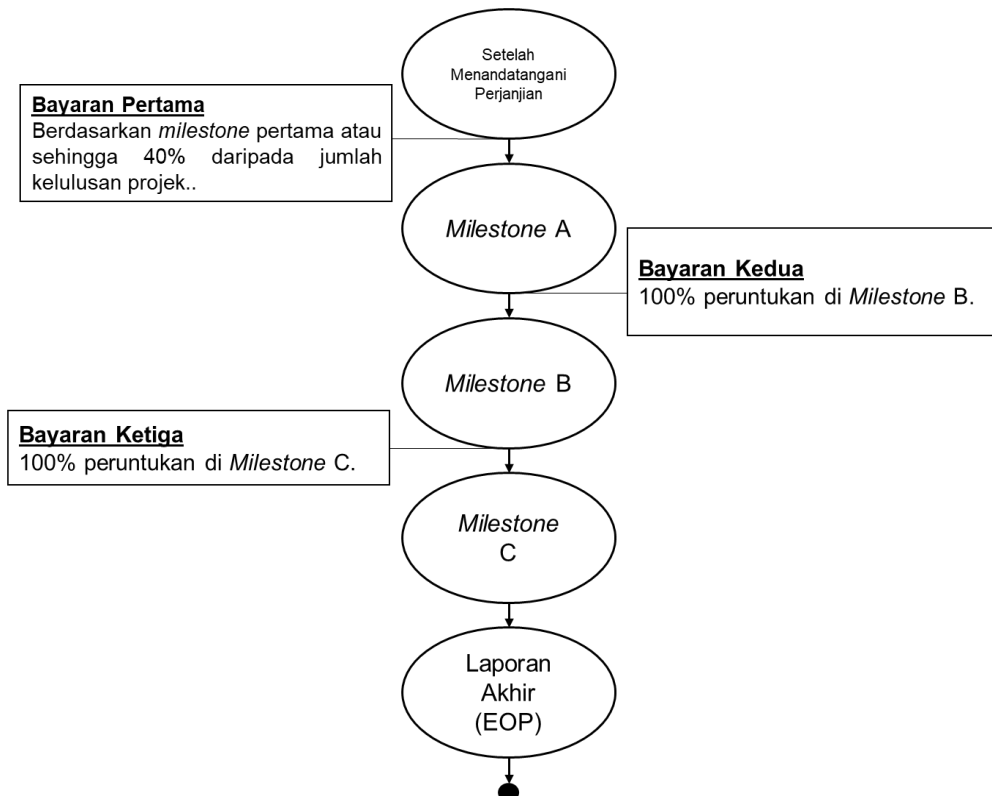 Setelah
Menandatangani
Perjanjian
Bayaran Pertama
Berdasarkan milestone pertama atau
sehingga 40% daripada jumlah
kelulusan projek..
Milestone A
Bayaran Kedua
100% peruntukan di Milestone B.
Milestone B
Bayaran Ketiga
100% peruntukan di Milestone C.
Milestone
C
Laporan
Akhir
(EOP)